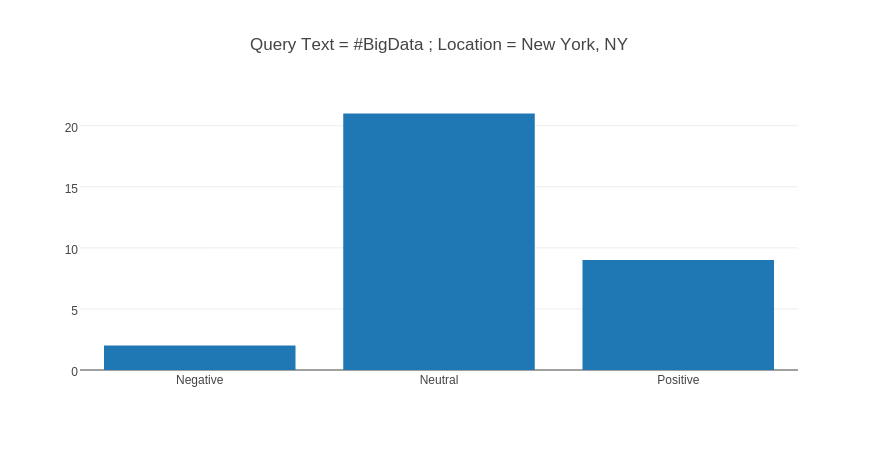 Query Text = #BigData ; Location = New York, NY
20
15
10
5
0
Negative Neutral Positive